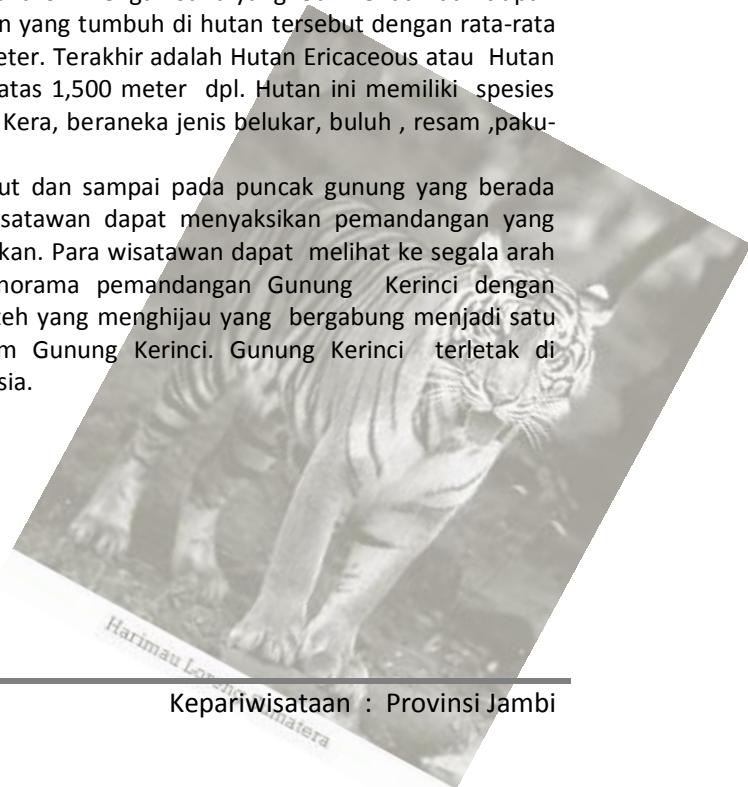 n yang tumbuh di hutan tersebut dengan rata-rata
eter. Terakhir adalah Hutan Ericaceous atau Hutan
atas 1,500 meter dpl. Hutan ini memiliki spesies
Kera, beraneka jenis belukar, buluh , resam ,paku-
ut dan sampai pada puncak gunung yang berada
satawan dapat menyaksikan pemandangan yang
kan. Para wisatawan dapat melihat ke segala arah
norama pemandangan Gunung Kerinci dengan
teh yang menghijau yang bergabung menjadi satu
m Gunung Kerinci. Gunung Kerinci terletak di
sia.
Harimau Loreng Sumatera
Kepariwisataan : Provinsi Jambi